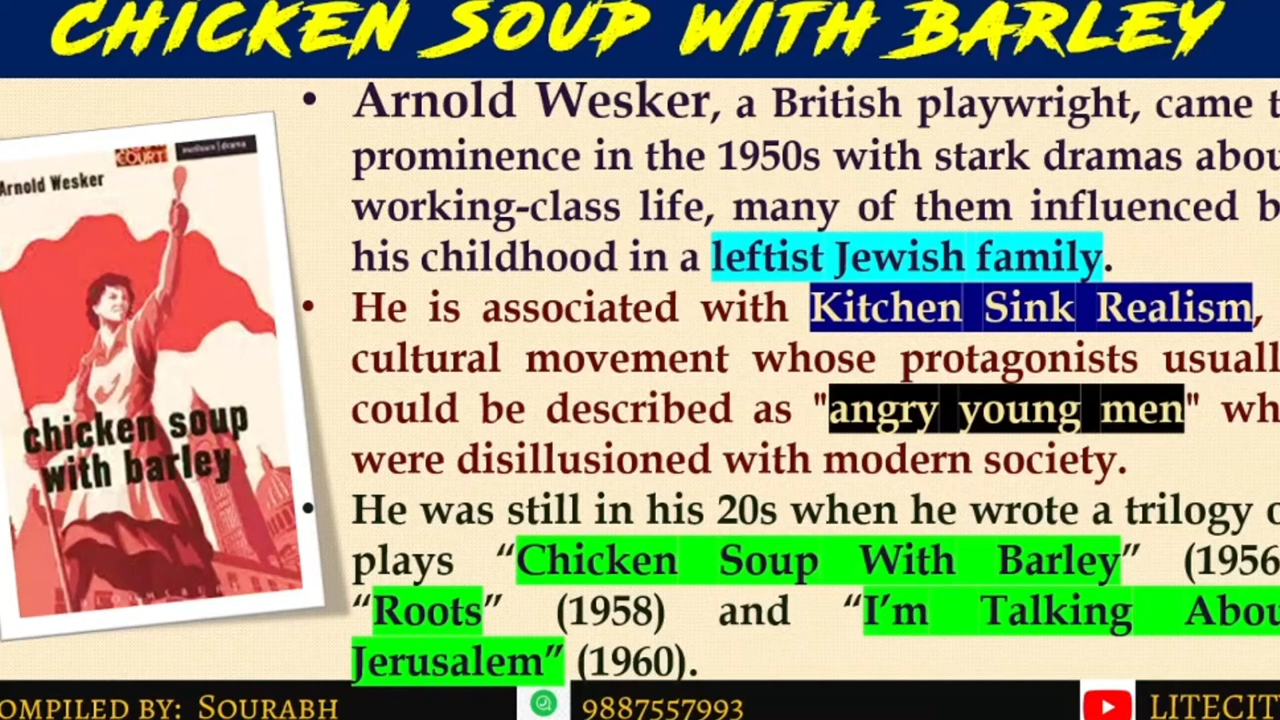 CHICKEN SOUP WITH BARLEY
• Arnold Wesker, a British playwright, came t
prominence in the 1950s with stark dramas abou
working-class life, many of them influenced b
his childhood in a leftist Jewish family.
• He is associated with Kitchen Sink Realism,
cultural movement whose protagonists usuall
could be described as "angry young men" wh
were disillusioned with modern society.
• He was still in his 20s when he wrote a trilogy o
plays “Chicken Soup With Barley” (1956
“Roots” (1958) and “I’m Talking Abou
Jerusalem” (1960).
COURT
methuen | drama
Arnold Wesker
chicken soup
with barley
BLOOMSBURY
OMPILED BY: SOURABH
9887557993
LITECIT